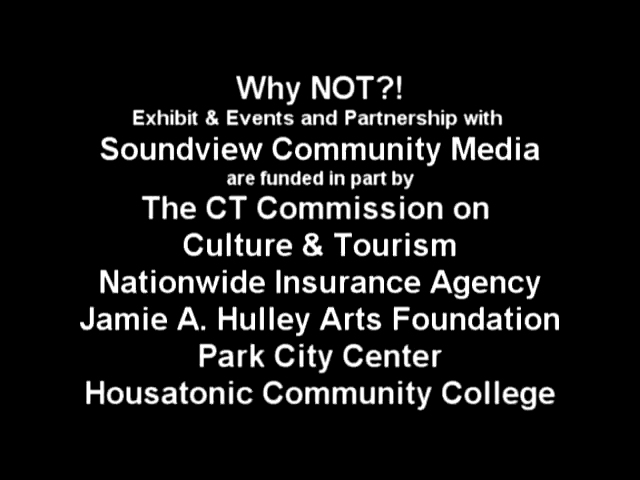 Why NOT?!
Exhibit & Events and Partnership with
Soundview Community Media
are funded in part by
The CT Commission on
Culture & Tourism
Nationwide Insurance Agency
Jamie A. Hulley Arts Foundation
Park City Center
Housatonic Community College